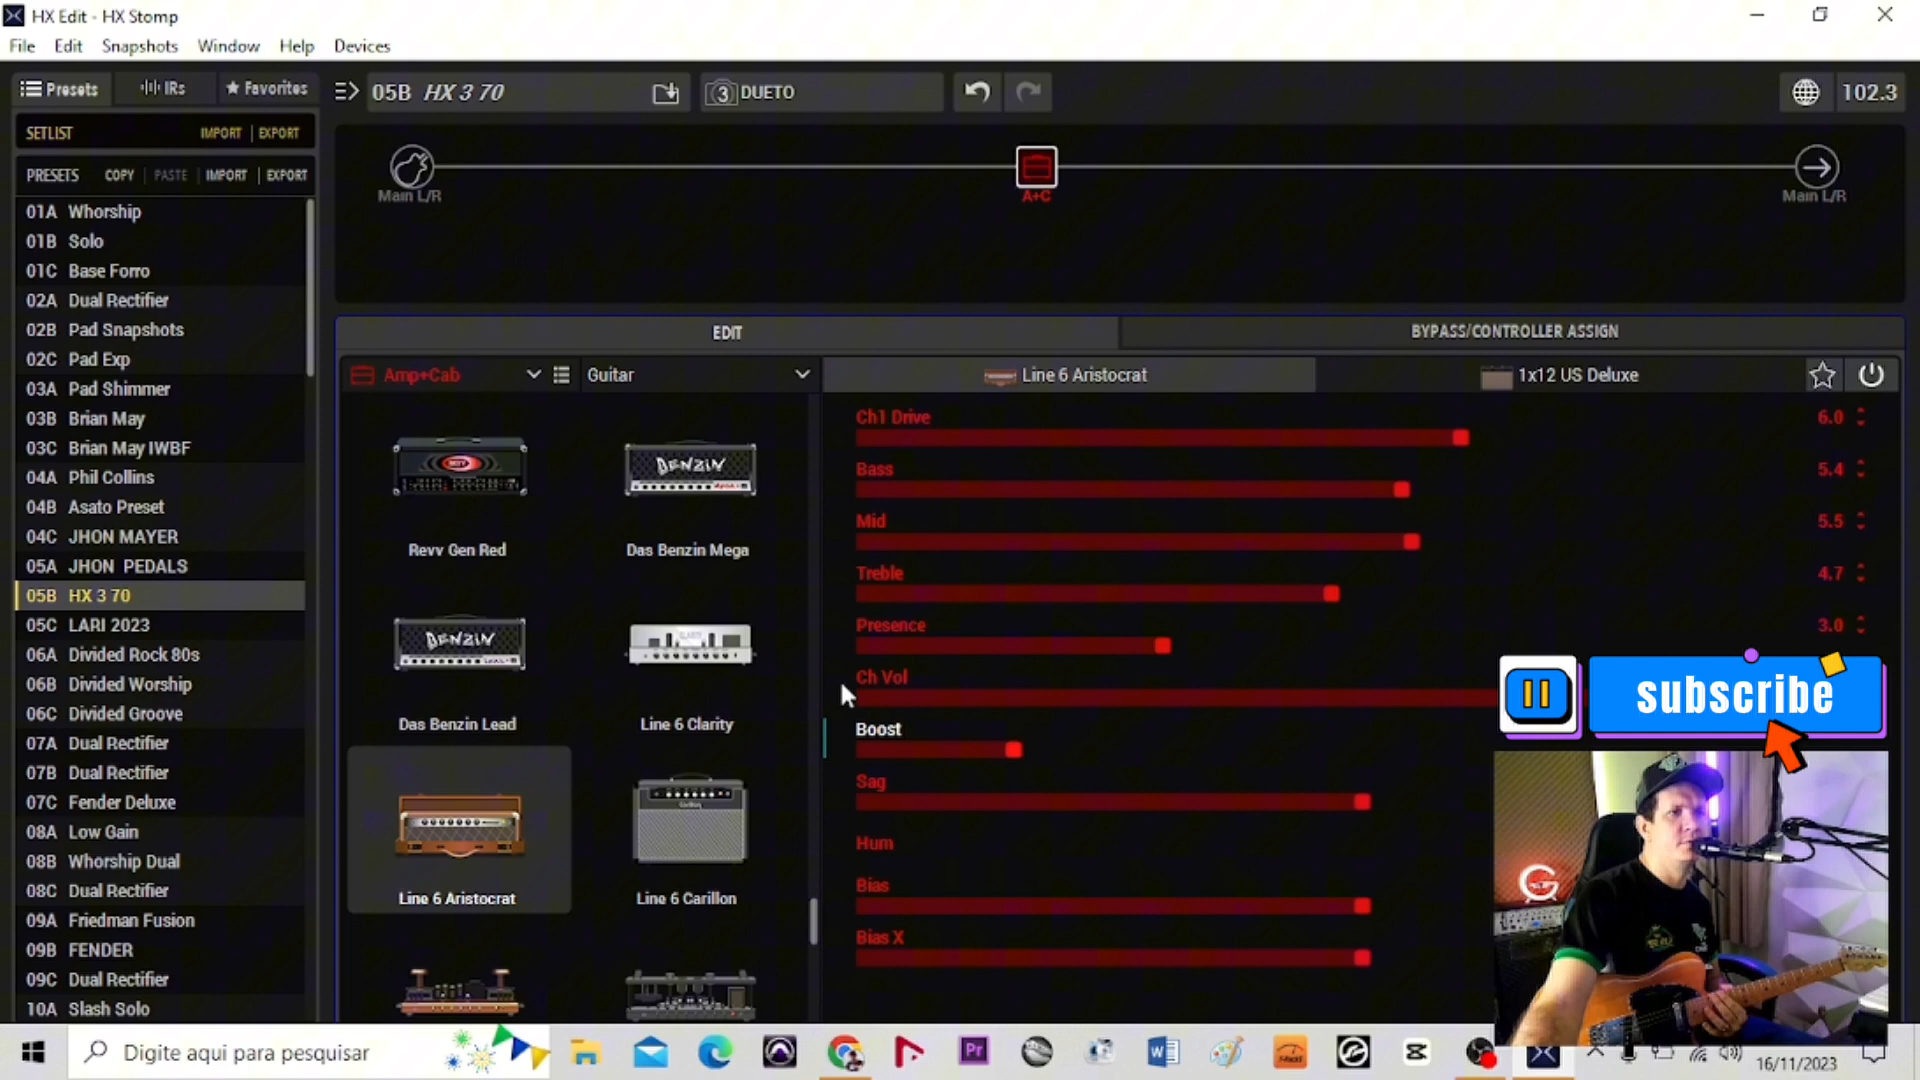 HX Edit - HX Stomp
File Edit Snapshots Window Help Devices
Presets IRs Favorites
05B HX 3 70
3 DUETO
102.3
SETLIST IMPORT | EXPORT
PRESETS COPY | PASTE | IMPORT | EXPORT
Main L/R
A+C
Main L/R
01A Whorship
01B Solo
01C Base Forro
02A Dual Rectifier
02B Pad Snapshots
02C Pad Exp
03A Pad Shimmer
03B Brian May
03C Brian May IWBF
04A Phil Collins
04B Asato Preset
04C JHON MAYER
05A JHON PEDALS
05B HX 3 70
05C LARI 2023
06A Divided Rock 80s
06B Divided Worship
06C Divided Groove
07A Dual Rectifier
07B Dual Rectifier
07C Fender Deluxe
08A Low Gain
08B Whorship Dual
08C Dual Rectifier
09A Friedman Fusion
09B FENDER
09C Dual Rectifier
10A Slash Solo
EDIT
BYPASS/CONTROLLER ASSIGN
Amp+Cab
Guitar
Line 6 Aristocrat
1x12 US Deluxe
BENZIN
Revv Gen Red
Das Benzin Mega
BENZIN
Das Benzin Lead
Line 6 Clarity
Line 6 Aristocrat
Line 6 Carillon
Ch1 Drive 6.0
Bass 5.4
Mid 5.5
Treble 4.7
Presence 3.0
Ch Vol
Boost
Sag
Hum
Bias
Bias X
subscribe
Digite aqui para pesquisar
Pr
W
16/11/2023